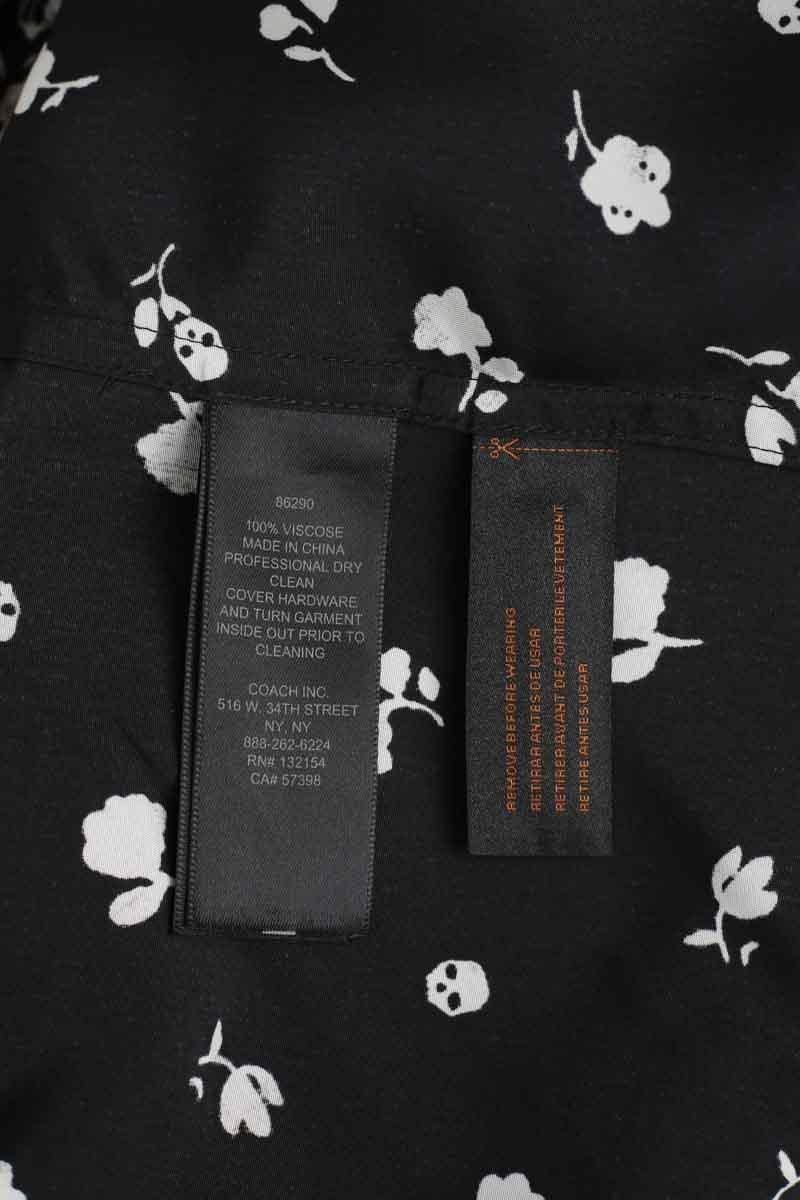 86290
100% VISCOSE
MADE IN CHINA
PROFESSIONAL DRY
CLEAN
COVER HARDWARE
AND TURN GARMENT
INSIDE OUT PRIOR TO
CLEANING
COACH INC.
516 W. 34TH STREET
NY, NY
888-262-6224
RN# 132154
CA# 57398
REMOVE BEFORE WEARING
RETIRAR ANTES DE USAR
RETIRER AVANT DE PORTER LE VETEMENT
RETIRE ANTES USAR